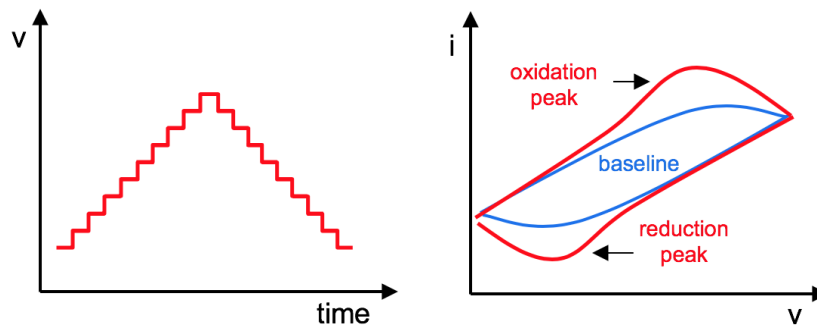 v
time
i
oxidation
peak
baseline
reduction
peak
v